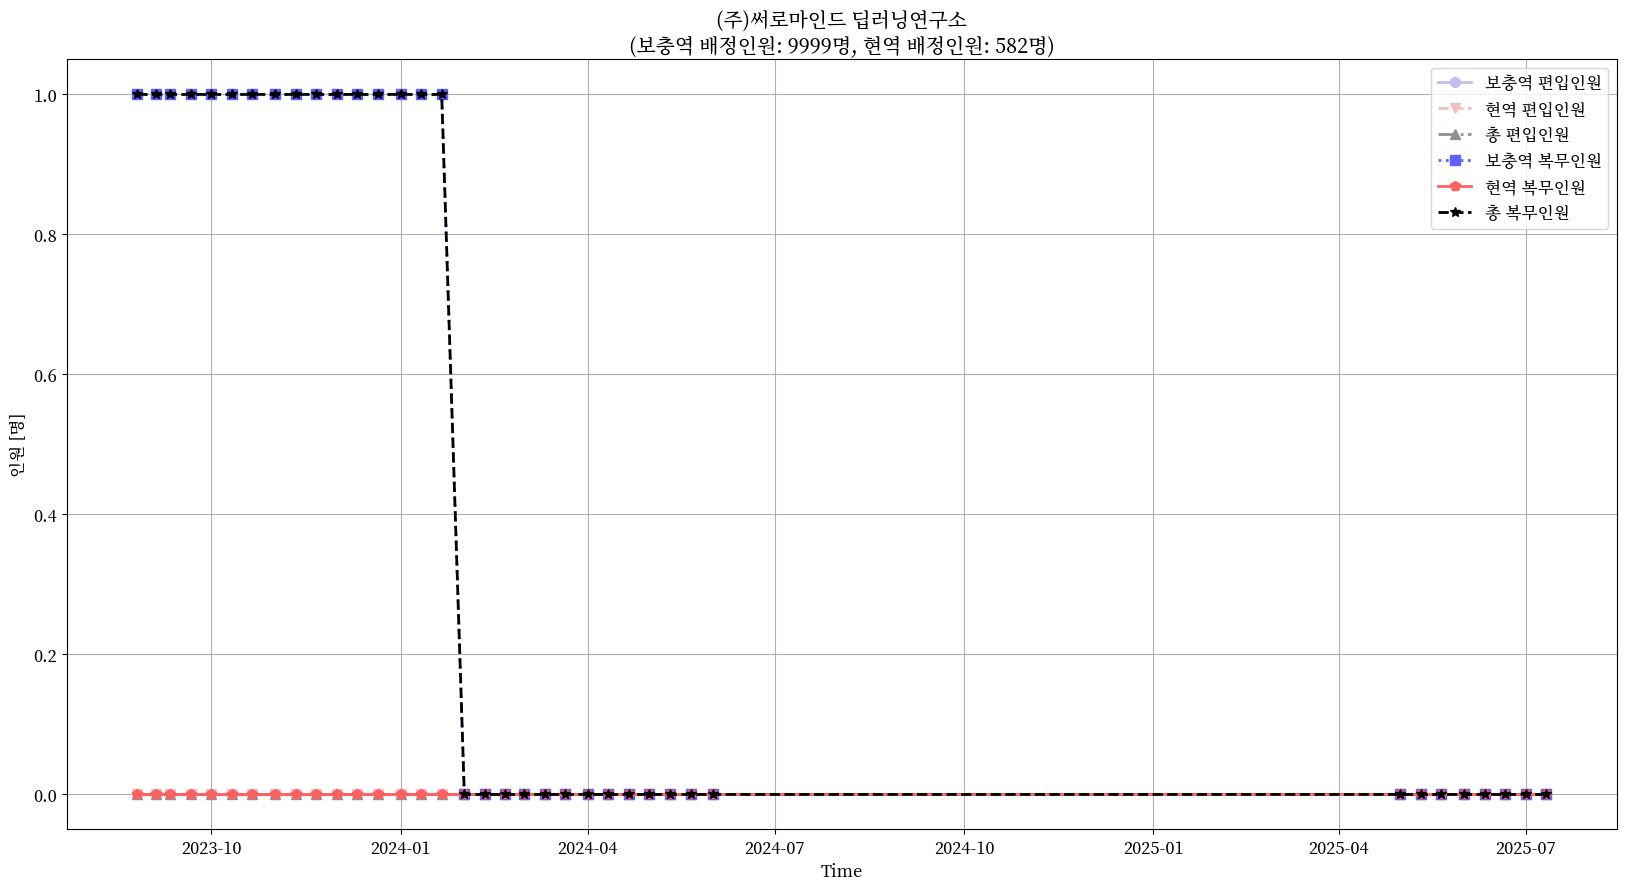 (주)써로마인드 딥러닝연구소
(보충역 배정인원: 9999명, 현역 배정인원: 582명)
보충역 편입인원
현역 편입인원
총 편입인원
보충역 복무인원
현역 복무인원
총 복무인원
1.0
0.8
0.6
0.4
0.2
0.0
인원 [명]
2023-10
2024-01
2024-04
2024-07
2024-10
2025-01
2025-04
2025-07
Time